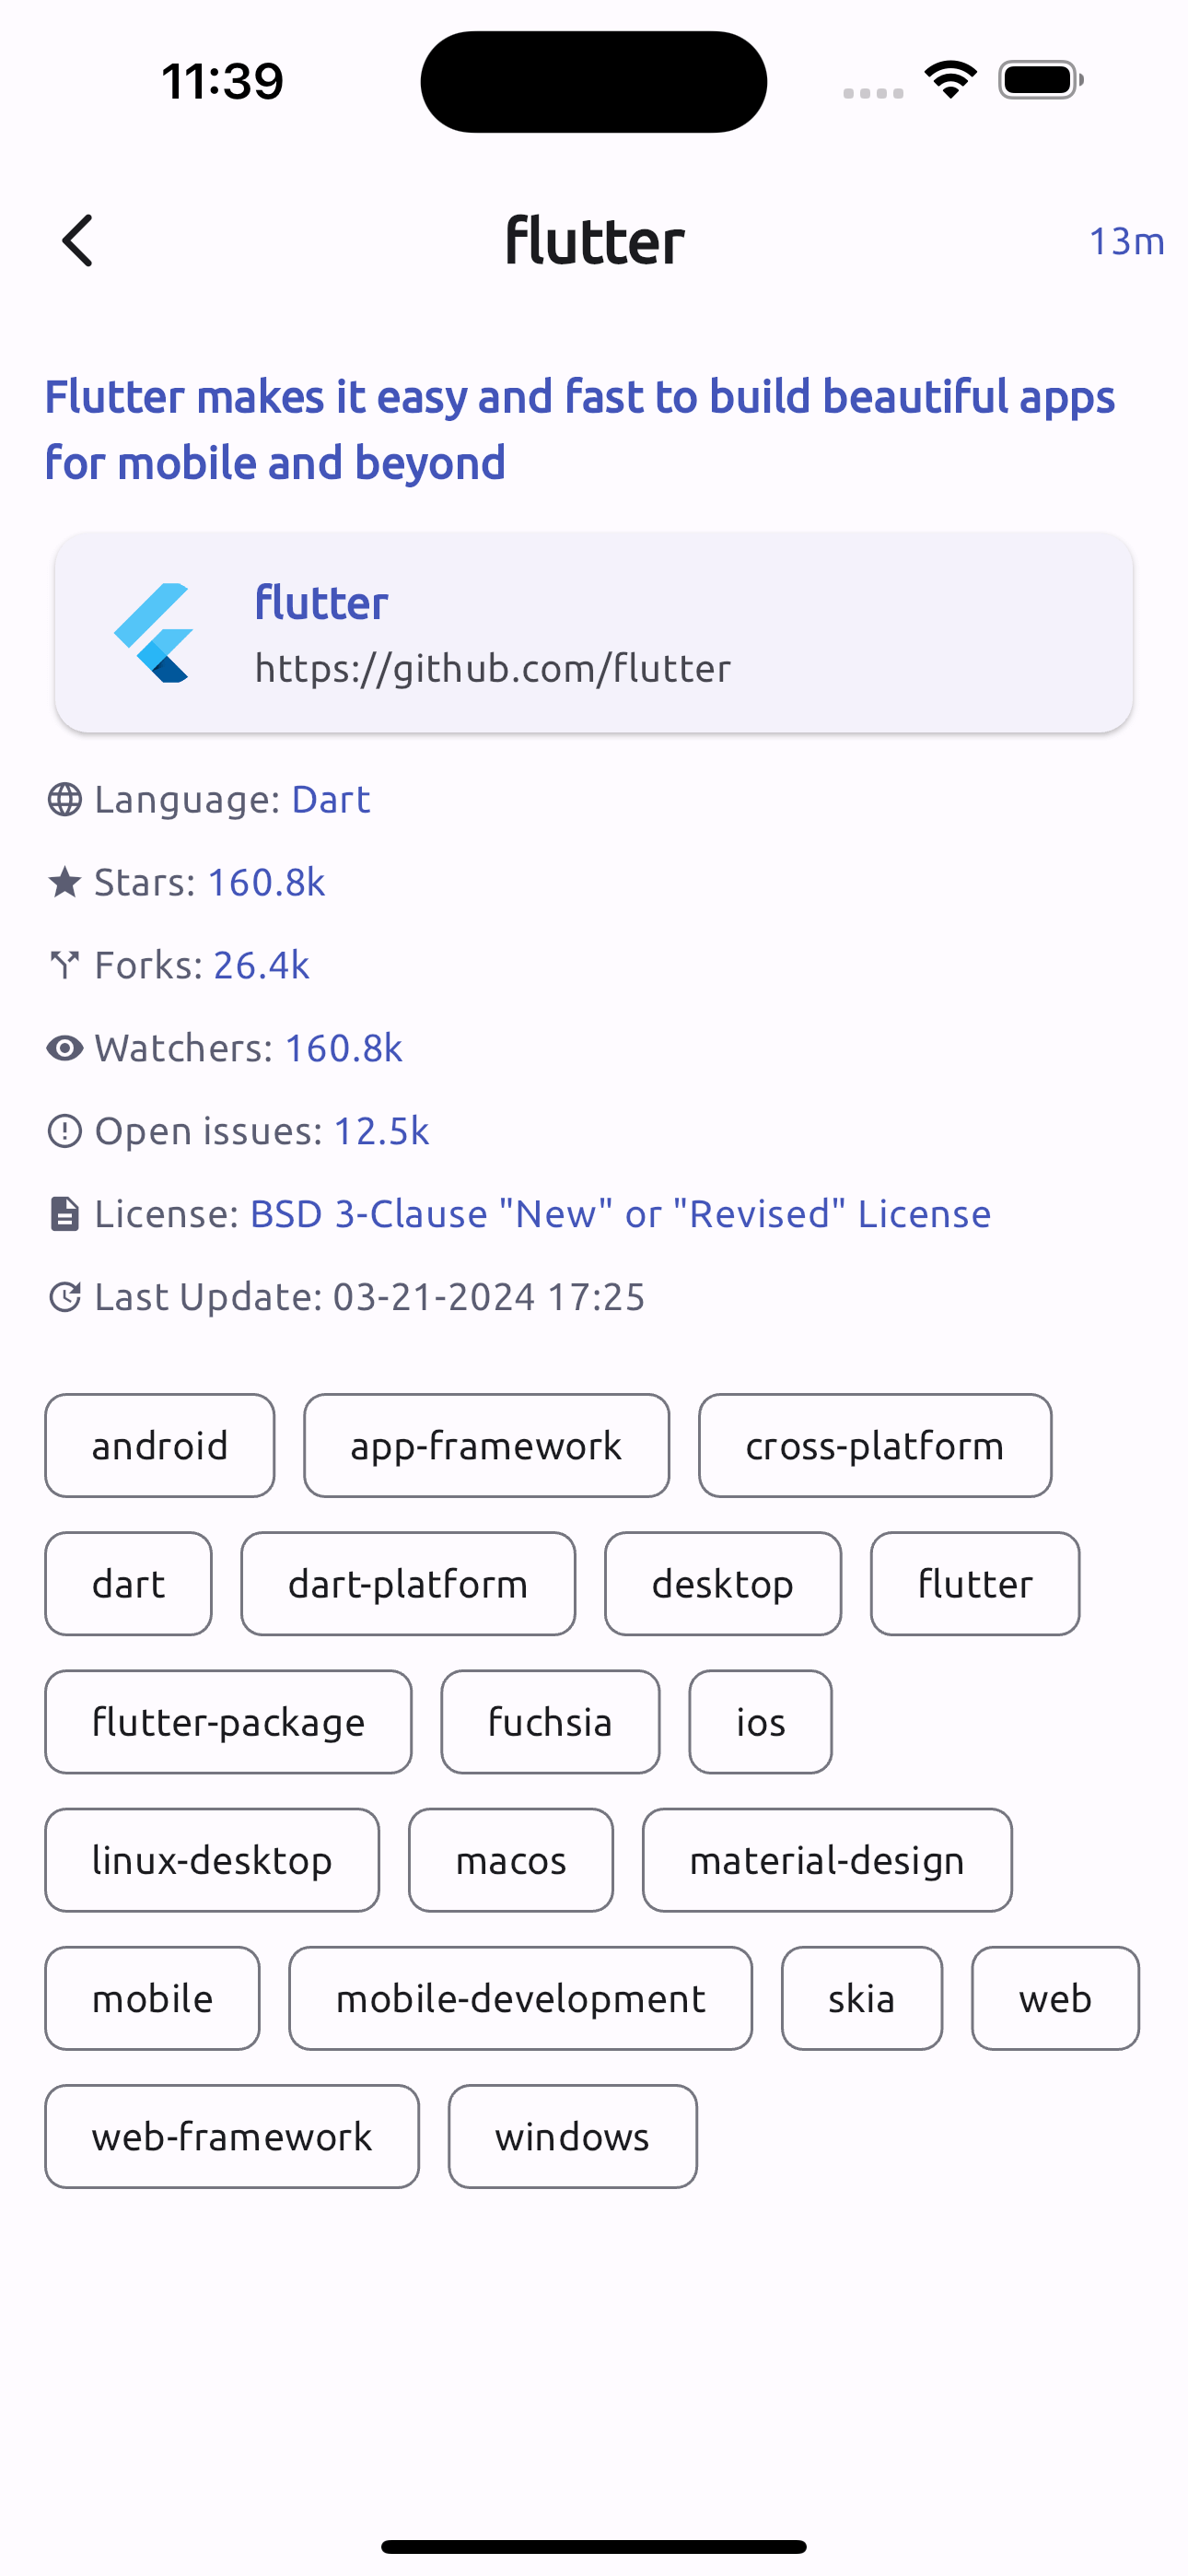 11:39
flutter
13m
Flutter makes it easy and fast to build beautiful apps
for mobile and beyond
flutter
https://github.com/flutter
Language: Dart
Stars: 160.8k
Forks: 26.4k
Watchers: 160.8k
Open issues: 12.5k
License: BSD 3-Clause "New" or "Revised" License
Last Update: 03-21-2024 17:25
android app-framework cross-platform
dart dart-platform desktop flutter
flutter-package fuchsia ios
linux-desktop macos material-design
mobile mobile-development skia web
web-framework windows